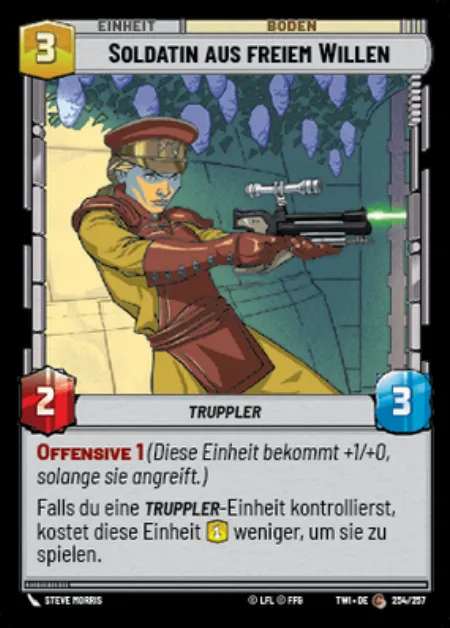 EINHEIT
BODEN
3
SOLDATIN AUS FREIEM WILLEN
2
TRUPPLER
3
OFFENSIVE 1 (Diese Einheit bekommt +1/+0,
solange sie angreift.)
Falls du eine TRUPPLER-Einheit kontrollierst,
kostet diese Einheit 1 weniger, um sie zu
spielen.
STEVE MORRIS
© LFL © FFG
TWI • DE C 254/257